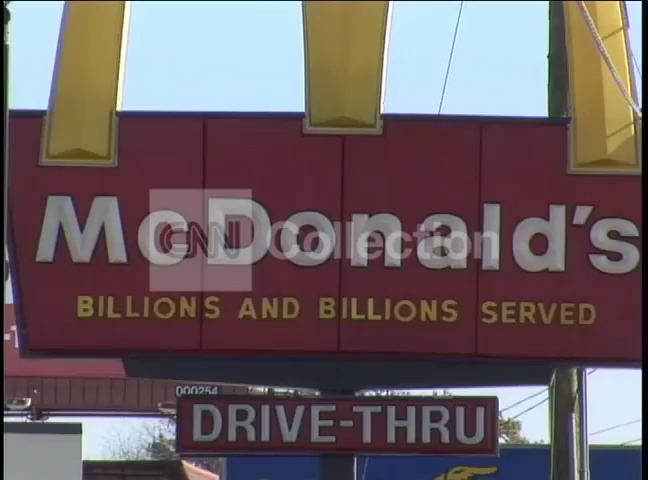 McDonald's
CNN Collection
BILLIONS AND BILLIONS SERVED
000254
DRIVE-THRU